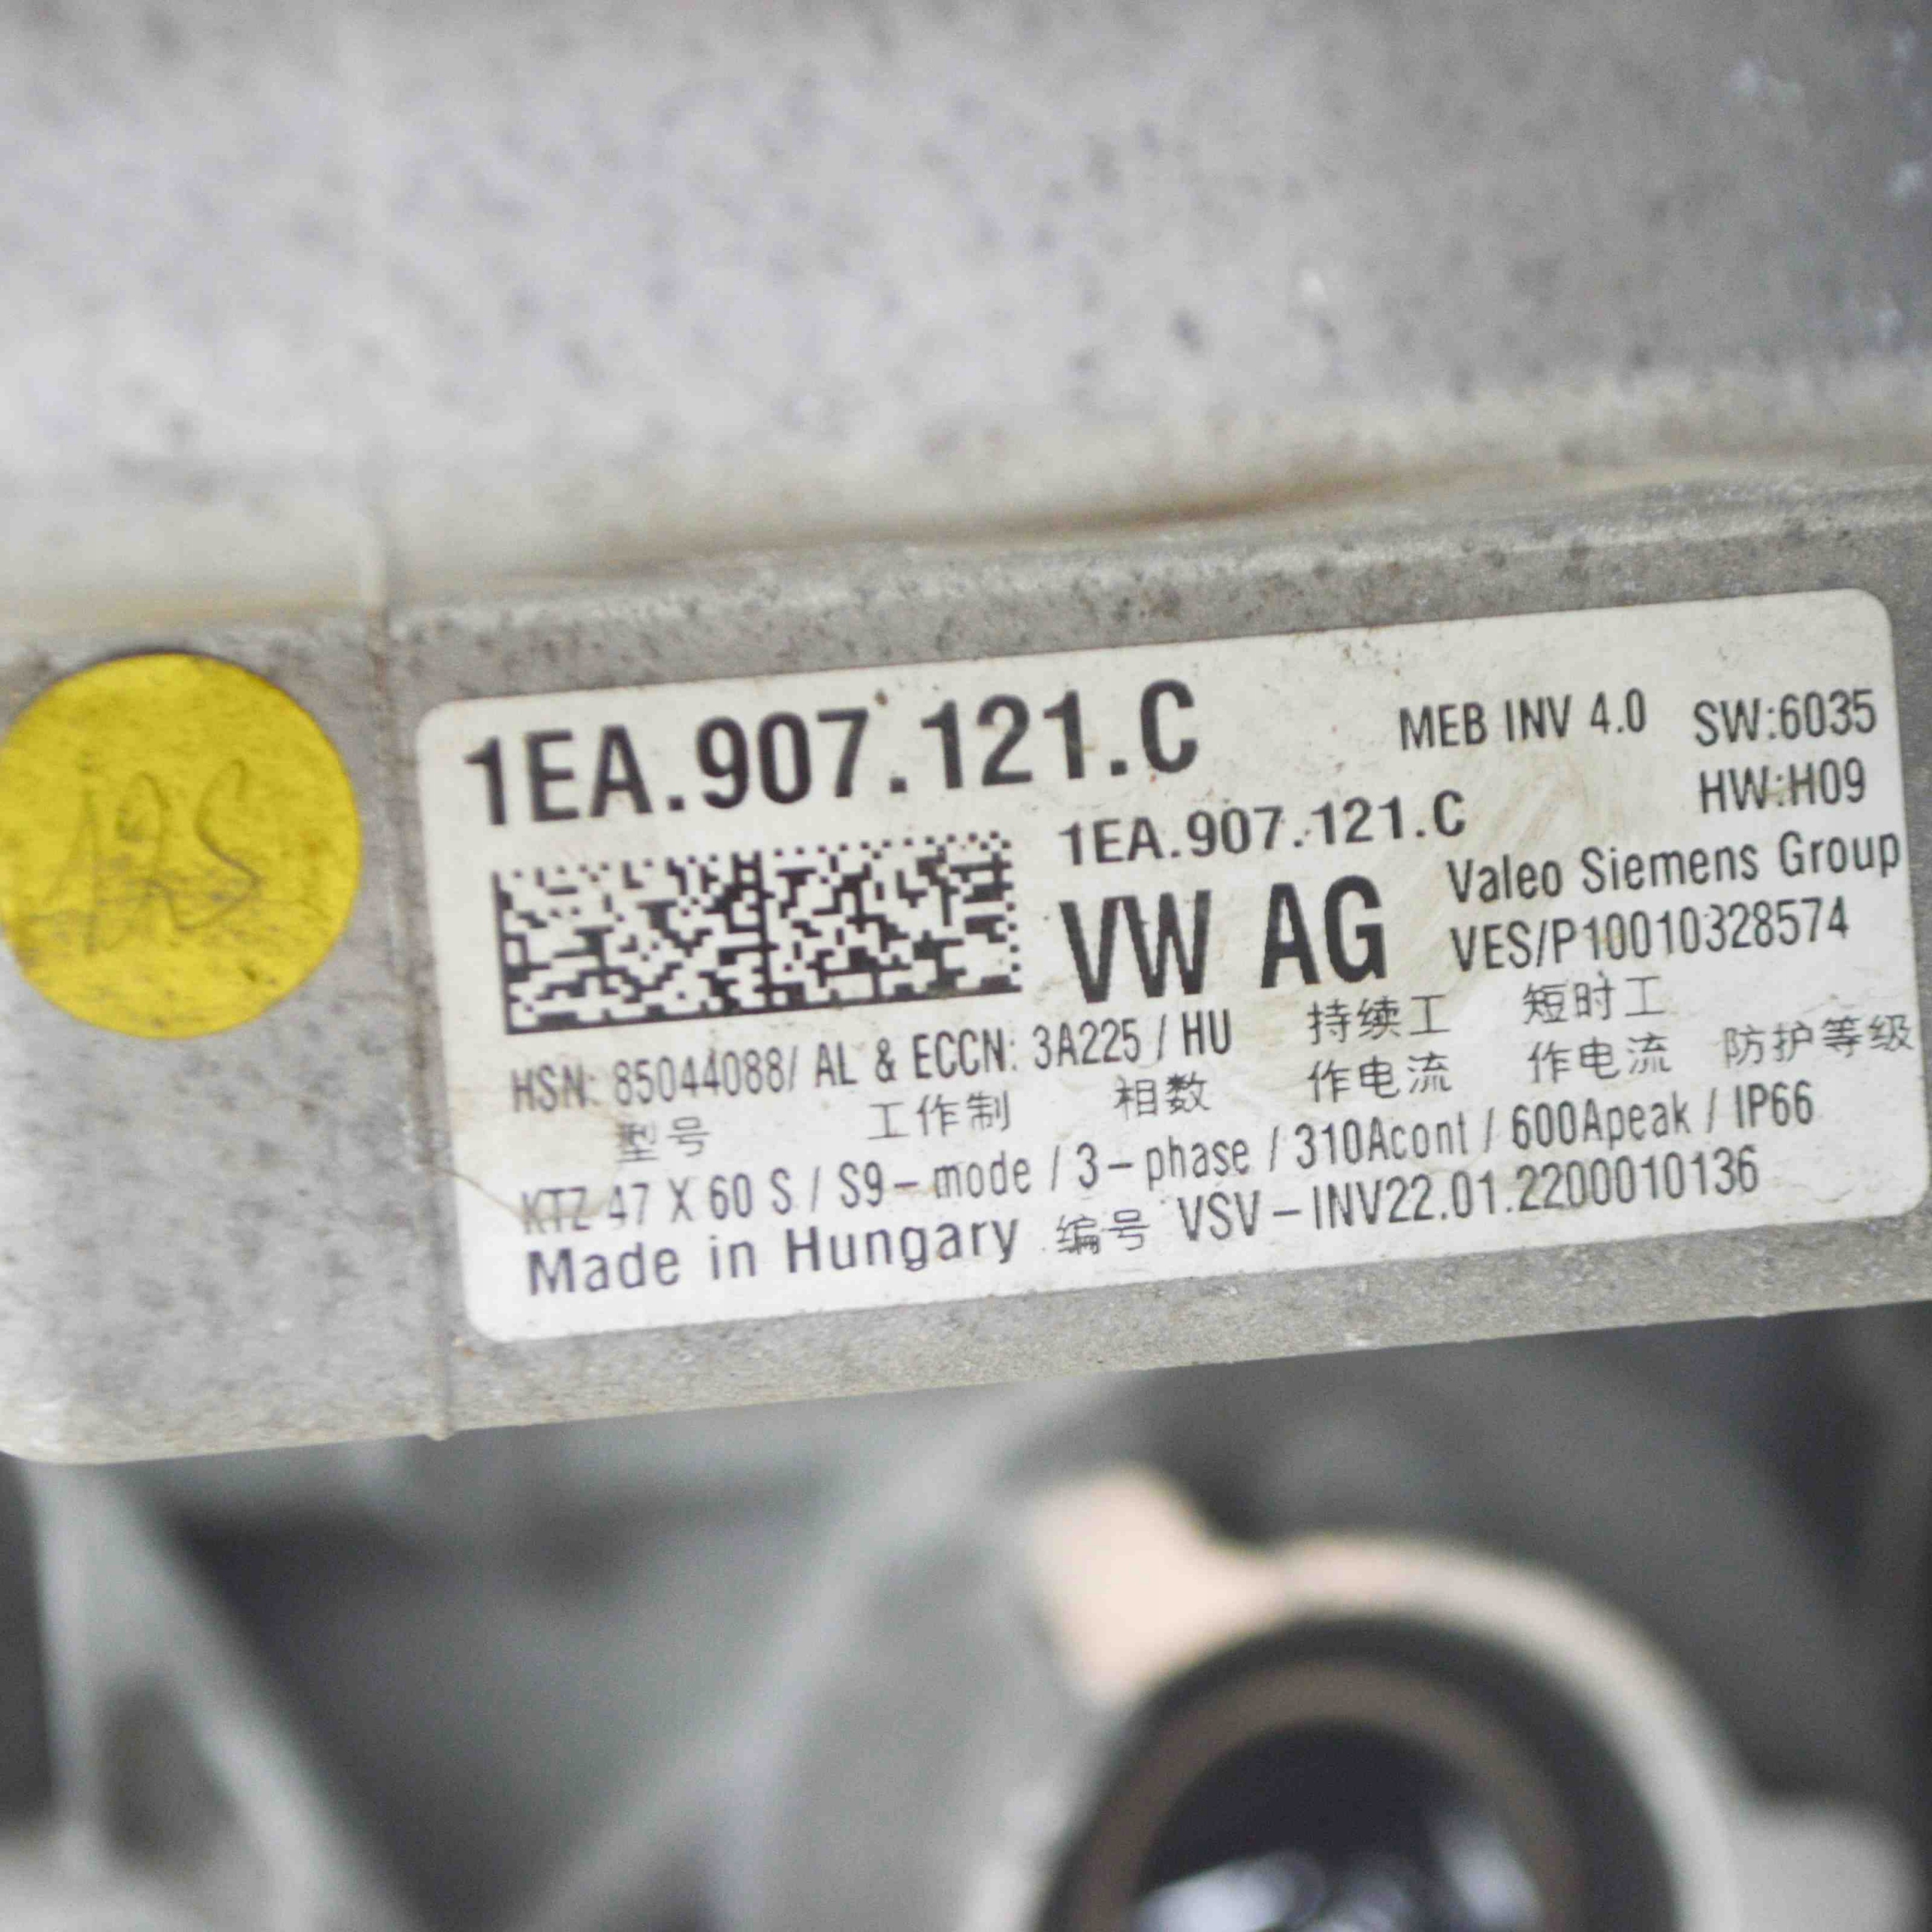 1EA.907.121.C
MEB INV 4.0
SW:6035
HW:H09
1EA.907.121.C
VW AG
Valeo Siemens Group
VES/P10010328574
HSN: 85044088/ AL & ECCN: 3A225 / HU
持续工
作电流
短时工
作电流
防护等级
型号 工作制 相数
KTZ 47 X 60 S / S9-mode / 3-phase / 310Acont / 600Apeak / IP66
Made in Hungary 编号 VSV-INV22.01.2200010136